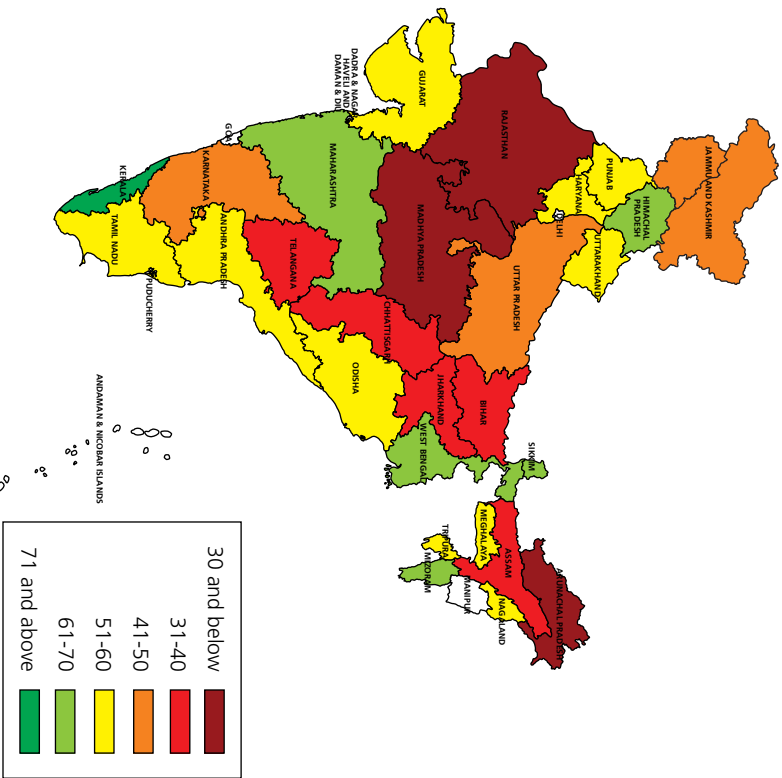 JAMMU AND KASHMIR
HIMACHAL
PRADESH
PUNJAB
UTTARAKHAND
HARYANA
DELHI
RAJASTHAN
UTTAR PRADESH
BIHAR
SIKKIM
ARUNACHAL PRADESH
ASSAM
NAGALAND
MEGHALAYA
MANIPUR
TRIPURA
MIZORAM
GUJARAT
MADHYA PRADESH
JHARKHAND
WEST BENGAL
CHHATTISGARH
ODISHA
DADRA & NAGAR
HAVELI AND
DAMAN & DIU
MAHARASHTRA
TELANGANA
GOA
KARNATAKA
ANDHRA PRADESH
KERALA
TAMIL NADU
PUDUCHERRY
ANDAMAN & NICOBAR ISLANDS
30 and below
31-40
41-50
51-60
61-70
71 and above